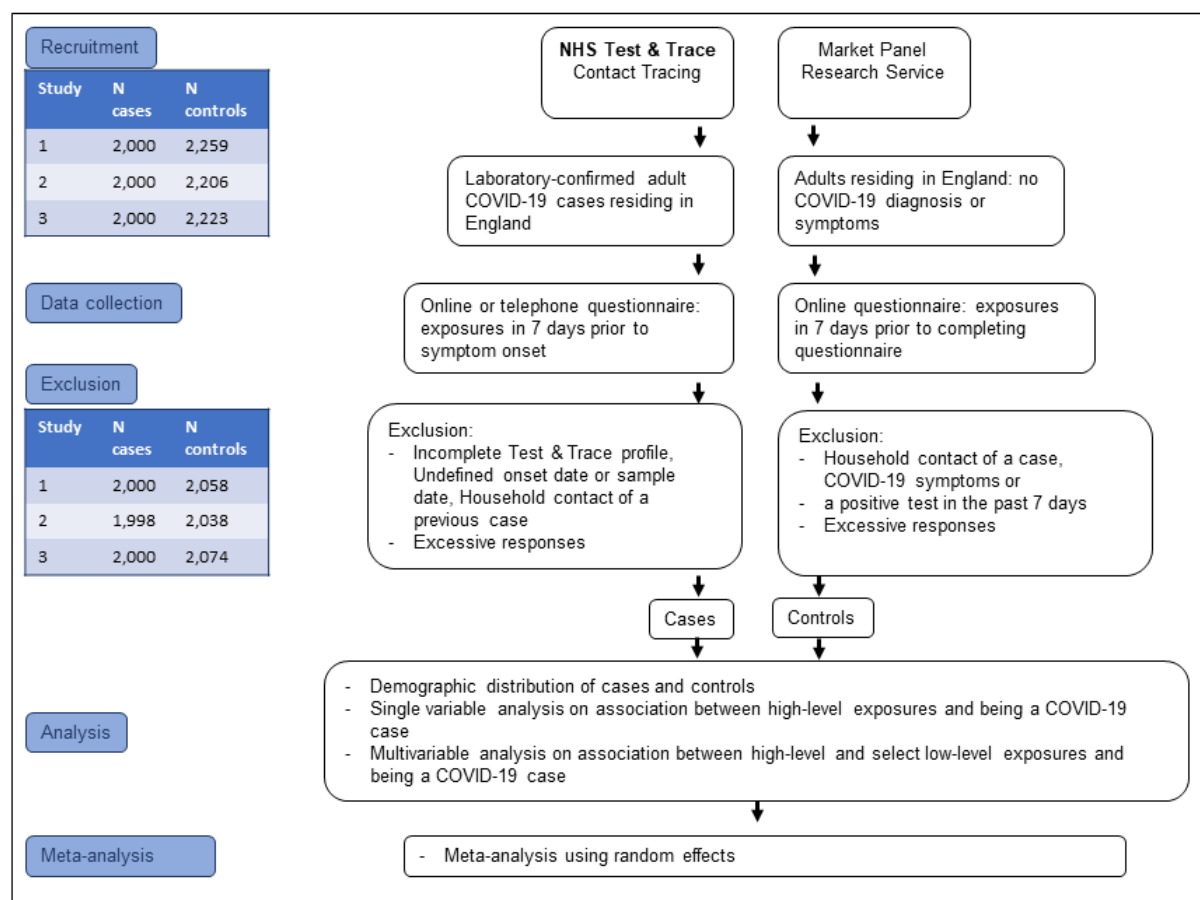 Recruitment
Study N cases N controls
1 2,000 2,259
2 2,000 2,206
3 2,000 2,223
NHS Test & Trace
Contact Tracing
Market Panel
Research Service
Laboratory-confirmed adult
COVID-19 cases residing in
England
Adults residing in England: no
COVID-19 diagnosis or
symptoms
Data collection
Online or telephone questionnaire:
exposures in 7 days prior to
symptom onset
Online questionnaire: exposures
in 7 days prior to completing
questionnaire
Exclusion
Study N cases N controls
1 2,000 2,058
2 1,998 2,038
3 2,000 2,074
Exclusion:
- Incomplete Test & Trace profile,
Undefined onset date or sample
date, Household contact of a
previous case
- Excessive responses
Exclusion:
- Household contact of a case,
COVID-19 symptoms or
- a positive test in the past 7 days
- Excessive responses
Cases
Controls
Analysis
- Demographic distribution of cases and controls
- Single variable analysis on association between high-level exposures and being a COVID-19
case
- Multivariable analysis on association between high-level and select low-level exposures and
being a COVID-19 case
Meta-analysis
- Meta-analysis using random effects